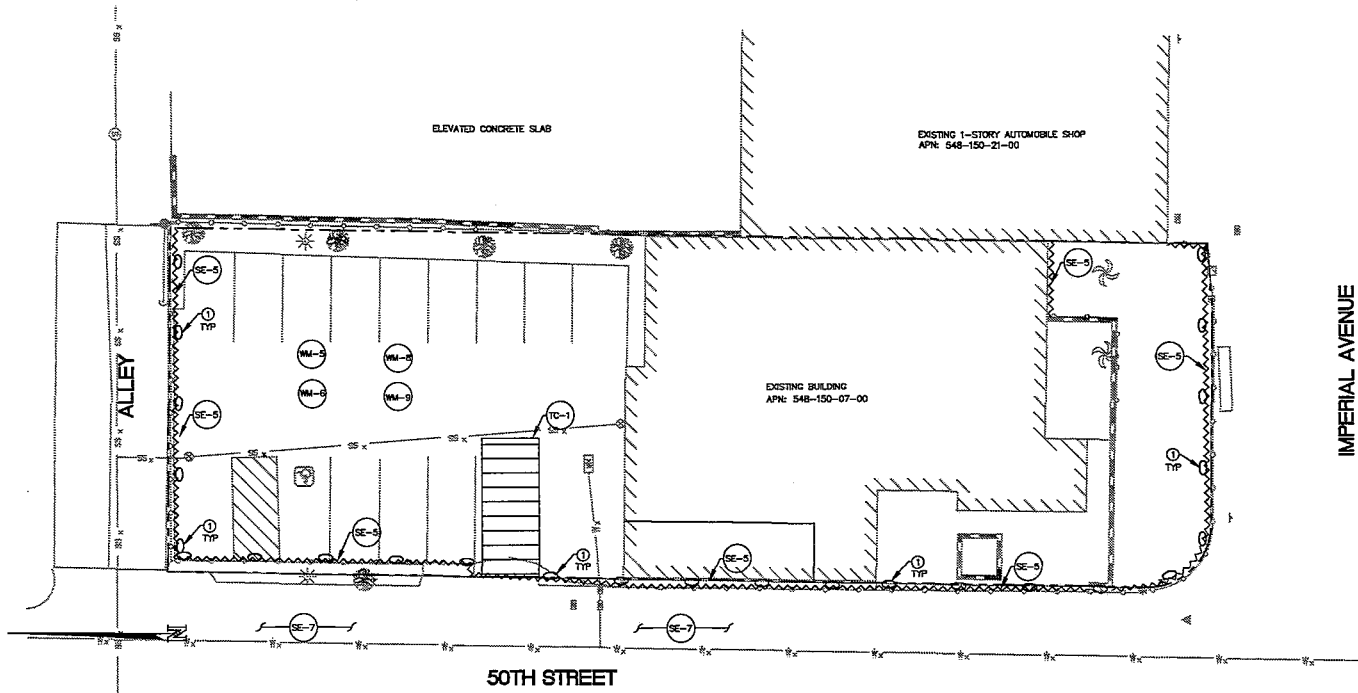 ELEVATED CONCRETE SLAB
EXISTING 1-STORY AUTOMOBILE SHOP
APN: 548-150-21-00
SE-5
1
TYP
ALLEY
SE-5
WM-5
WM-8
WM-6
WM-9
TC-1
EXISTING BUILDING
APN: 548-150-07-00
SE-5
SE-5
IMPERIAL AVENUE
1
TYP
1
TYP
SE-5
1
TYP
SE-5
1
TYP
SE-5
SE-7
SE-7
N
50TH STREET